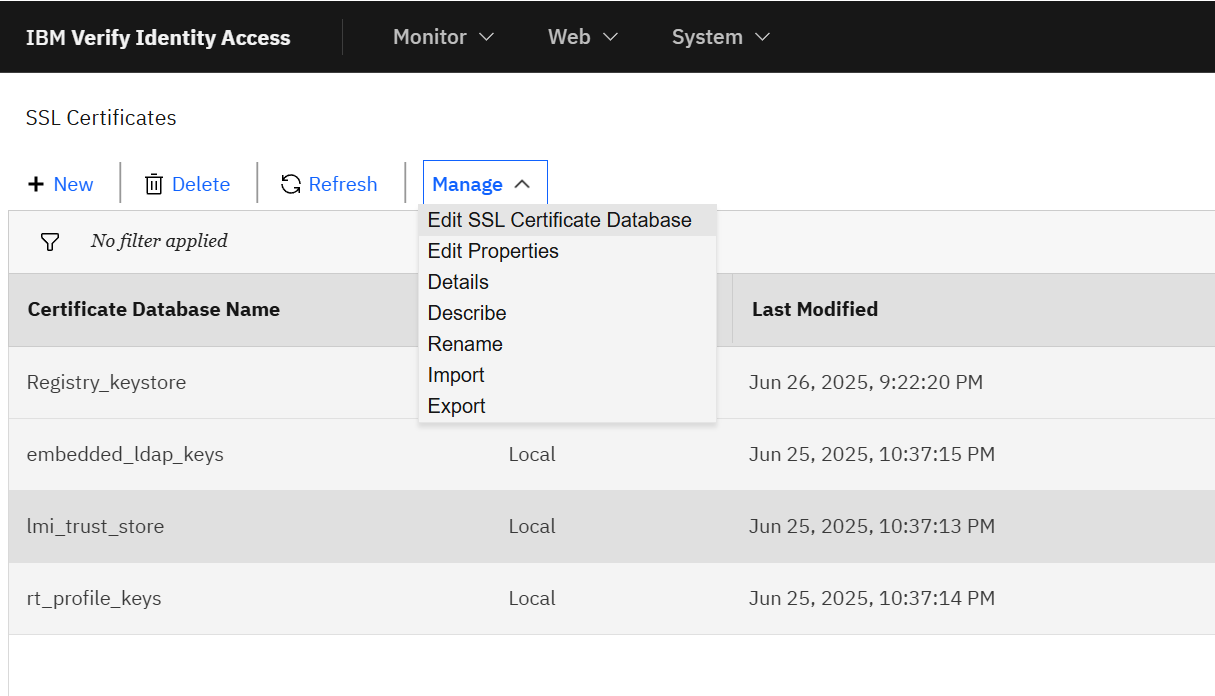 IBM Verify Identity Access Monitor Web System
SSL Certificates
New Delete Refresh Manage
Edit SSL Certificate Database
No filter applied
Edit Properties
Details
Describe
Rename
Import
Export
Certificate Database Name Last Modified
Registry_keystore Jun 26, 2025, 9:22:20 PM
embedded_ldap_keys Local Jun 25, 2025, 10:37:15 PM
lmi_trust_store Local Jun 25, 2025, 10:37:13 PM
rt_profile_keys Local Jun 25, 2025, 10:37:14 PM